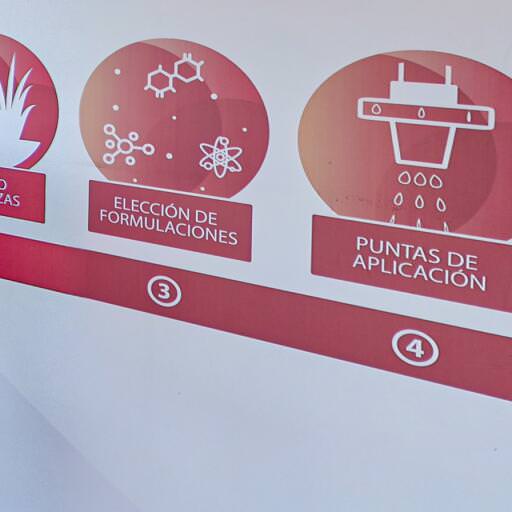 ELECCIÓN DE
FORMULACIONES
3
PUNTAS DE
APLICACIÓN
4